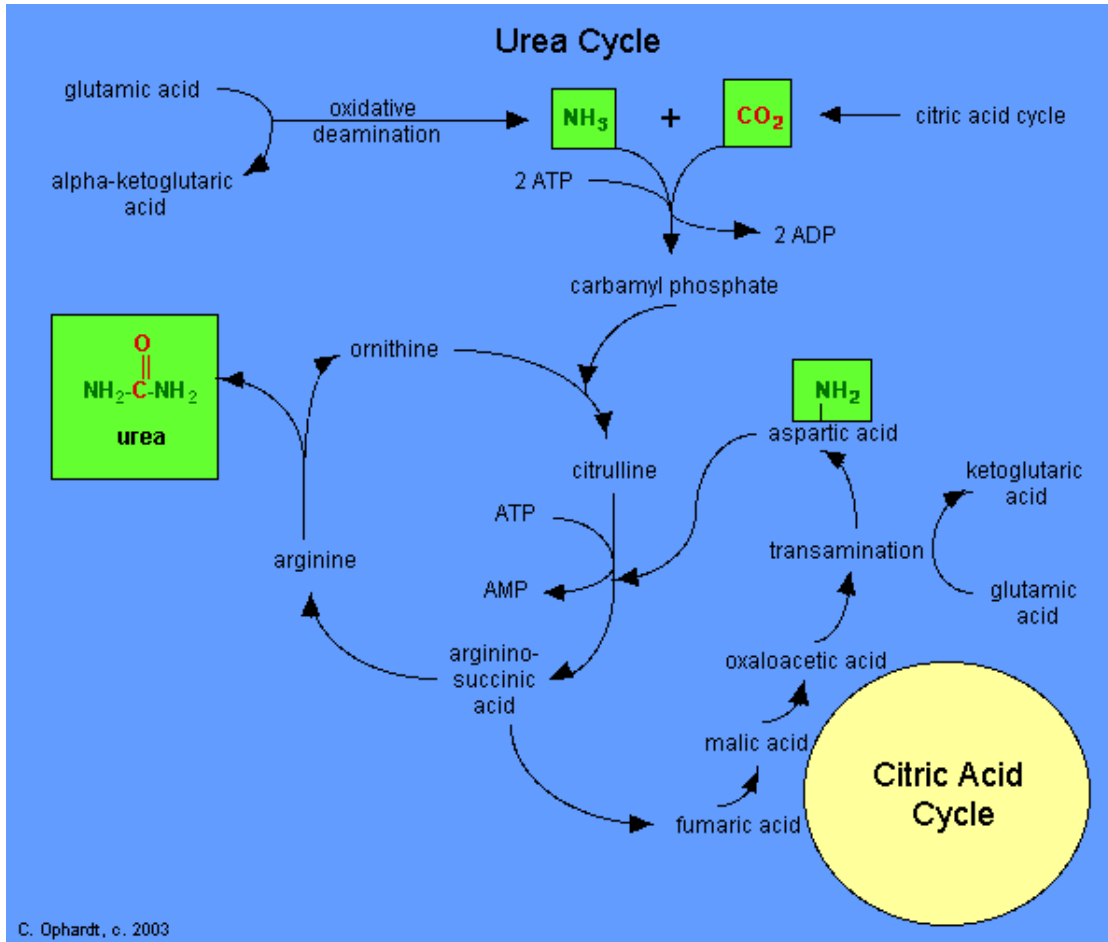 Urea Cycle
glutamic acid
oxidative
deamination
NH3
+
CO2
citric acid cycle
alpha-ketoglutaric
acid
2 ATP
2 ADP
carbamyl phosphate
O
NH2-C-NH2
urea
ornithine
NH2
aspartic acid
citrulline
ketoglutaric
acid
ATP
transamination
arginine
AMP
glutamic
acid
arginino-
succinic
acid
oxaloacetic acid
malic acid
fumaric acid
Citric Acid
Cycle
C. Ophardt, c. 2003